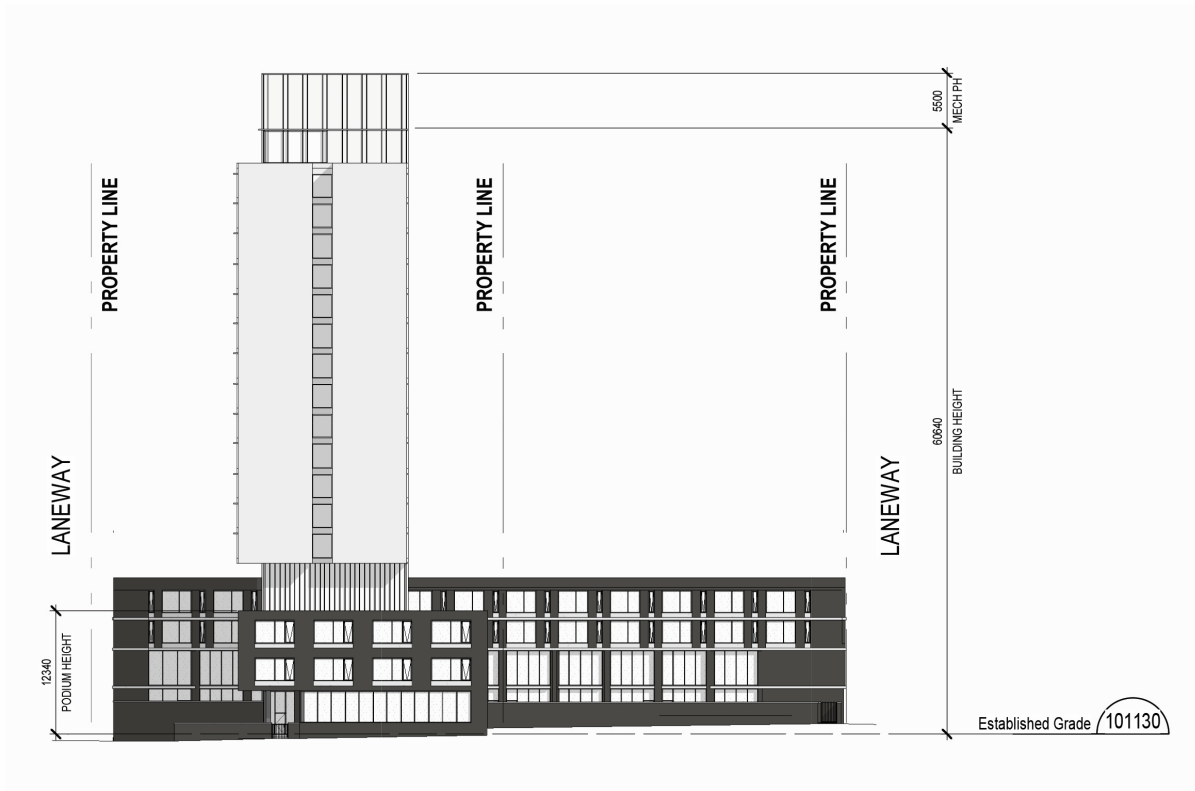 5500
MECH PH
PROPERTY LINE
PROPERTY LINE
PROPERTY LINE
60640
BUILDING HEIGHT
LANEWAY
LANEWAY
12340
PODIUM HEIGHT
Established Grade 101130